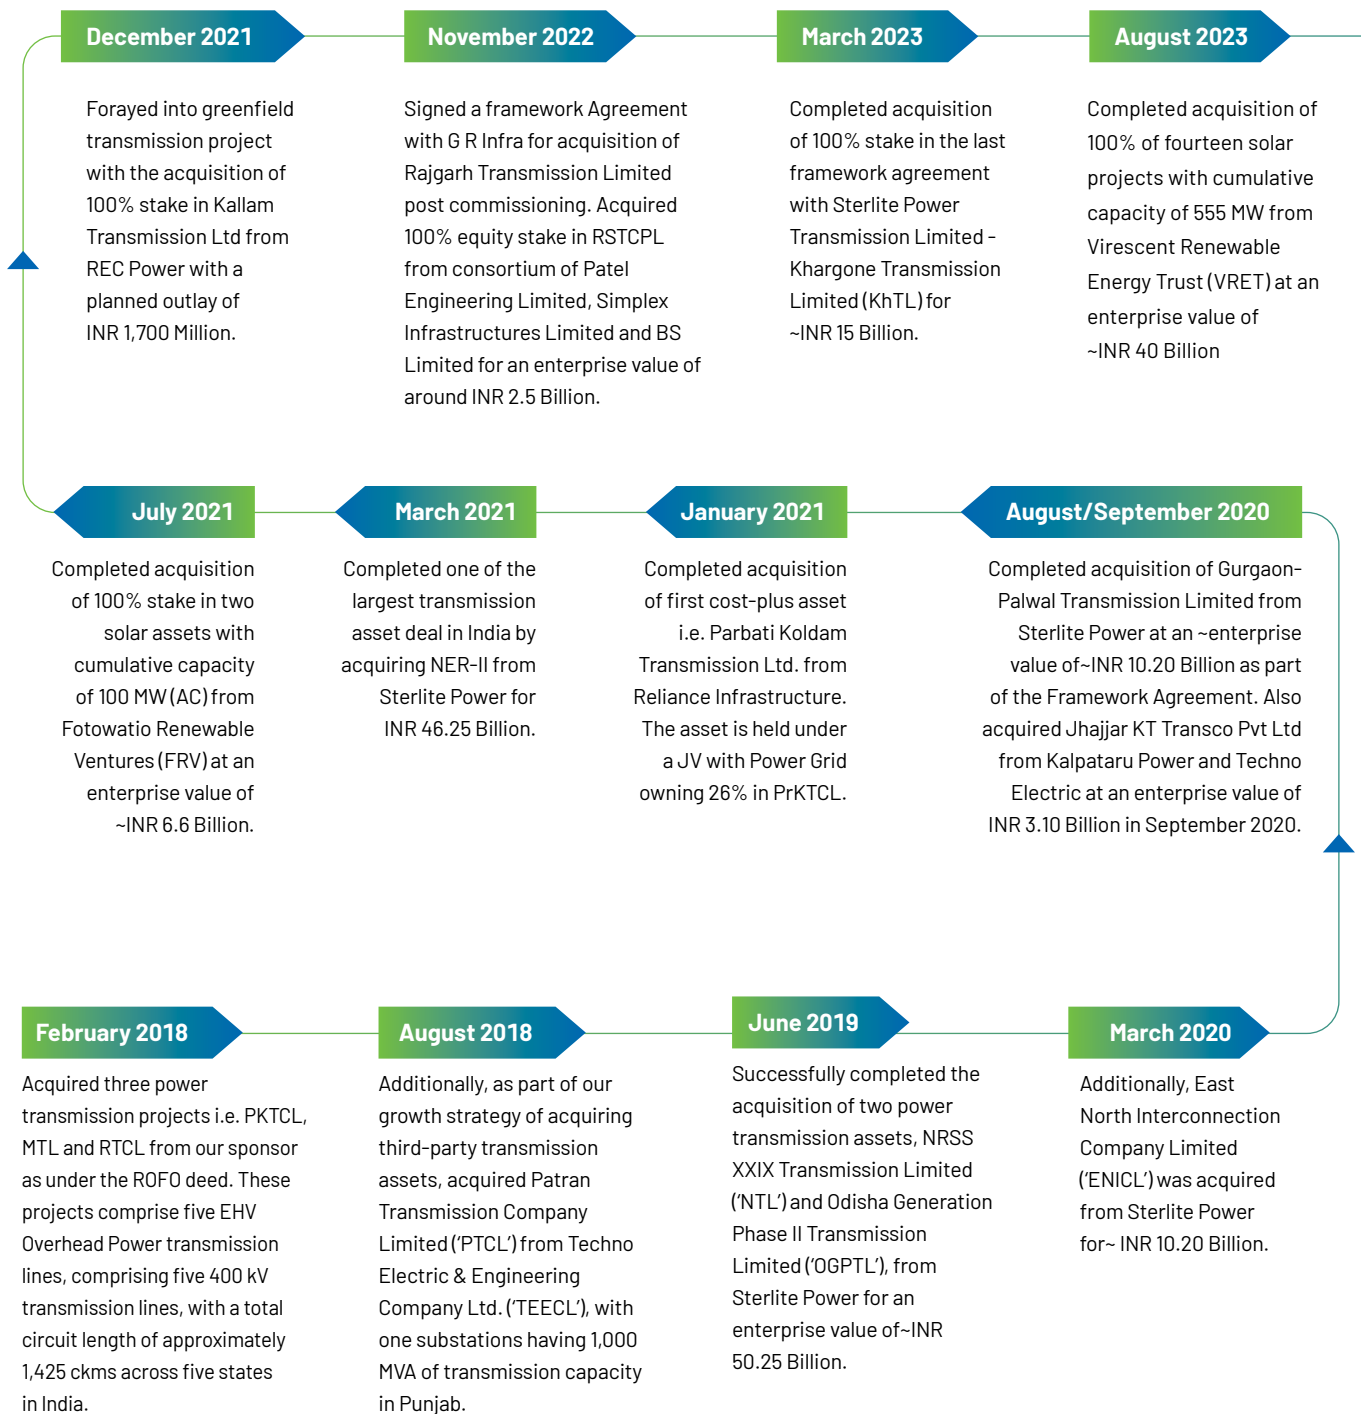 December 2021
Forayed into greenfield
transmission project
with the acquisition of
100% stake in Kallam
Transmission Ltd from
REC Power with a
planned outlay of
INR 1,700 Million.
November 2022
Signed a framework Agreement
with G R Infra for acquisition of
Rajgarh Transmission Limited
post commissioning. Acquired
100% equity stake in RSTCPL
from consortium of Patel
Engineering Limited, Simplex
Infrastructures Limited and BS
Limited for an enterprise value of
around INR 2.5 Billion.
March 2023
Completed acquisition
of 100% stake in the last
framework agreement
with Sterlite Power
Transmission Limited -
Khargone Transmission
Limited (KhTL) for
~INR 15 Billion.
August 2023
Completed acquisition of
100% of fourteen solar
projects with cumulative
capacity of 555 MW from
Virescent Renewable
Energy Trust (VRET) at an
enterprise value of
~INR 40 Billion
July 2021
Completed acquisition
of 100% stake in two
solar assets with
cumulative capacity
of 100 MW (AC) from
Fotowatio Renewable
Ventures (FRV) at an
enterprise value of
~INR 6.6 Billion.
March 2021
Completed one of the
largest transmission
asset deal in India by
acquiring NER-II from
Sterlite Power for
INR 46.25 Billion.
January 2021
Completed acquisition
of first cost-plus asset
i.e. Parbati Koldam
Transmission Ltd. from
Reliance Infrastructure.
The asset is held under
a JV with Power Grid
owning 26% in PrKTCL.
August/September 2020
Completed acquisition of Gurgaon-
Palwal Transmission Limited from
Sterlite Power at an ~enterprise
value of~INR 10.20 Billion as part
of the Framework Agreement. Also
acquired Jhajjar KT Transco Pvt Ltd
from Kalpataru Power and Techno
Electric at an enterprise value of
INR 3.10 Billion in September 2020.
February 2018
Acquired three power
transmission projects i.e. PKTCL,
MTL and RTCL from our sponsor
as under the ROFO deed. These
projects comprise five EHV
Overhead Power transmission
lines, comprising five 400 kV
transmission lines, with a total
circuit length of approximately
1,425 ckms across five states
in India.
August 2018
Additionally, as part of our
growth strategy of acquiring
third-party transmission
assets, acquired Patran
Transmission Company
Limited (‘PTCL’) from Techno
Electric & Engineering
Company Ltd. (‘TEECL’), with
one substations having 1,000
MVA of transmission capacity
in Punjab.
June 2019
Successfully completed the
acquisition of two power
transmission assets, NRSS
XXIX Transmission Limited
(‘NTL’) and Odisha Generation
Phase II Transmission
Limited (‘OGPTL’), from
Sterlite Power for an
enterprise value of~INR
50.25 Billion.
March 2020
Additionally, East
North Interconnection
Company Limited
(‘ENICL’) was acquired
from Sterlite Power
for~ INR 10.20 Billion.